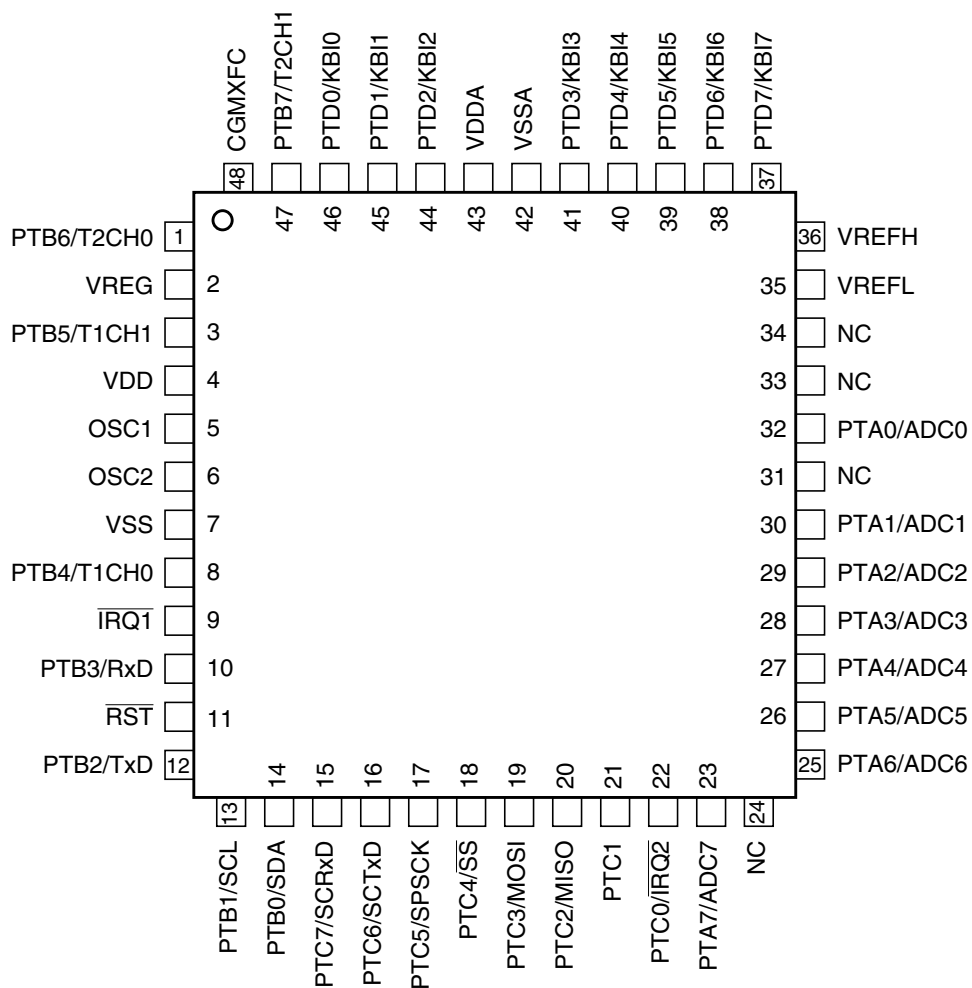 CGMXFC
PTB7/T2CH1
PTD0/KBI0
PTD1/KBI1
PTD2/KBI2
VDDA
VSSA
PTD3/KBI3
PTD4/KBI4
PTD5/KBI5
PTD6/KBI6
PTD7/KBI7
48
47
46
45
44
43
42
41
40
39
38
37
PTB6/T2CH0 1
VREG 2
PTB5/T1CH1 3
VDD 4
OSC1 5
OSC2 6
VSS 7
PTB4/T1CH0 8
IRQ1 9
PTB3/RxD 10
RST 11
PTB2/TxD 12
36 VREFH
35 VREFL
34 NC
33 NC
32 PTA0/ADC0
31 NC
30 PTA1/ADC1
29 PTA2/ADC2
28 PTA3/ADC3
27 PTA4/ADC4
26 PTA5/ADC5
25 PTA6/ADC6
13
14
15
16
17
18
19
20
21
22
23
24
PTB1/SCL
PTB0/SDA
PTC7/SCRxD
PTC6/SCTxD
PTC5/SPSCK
PTC4/SS
PTC3/MOSI
PTC2/MISO
PTC1
PTC0/IRQ2
PTA7/ADC7
NC